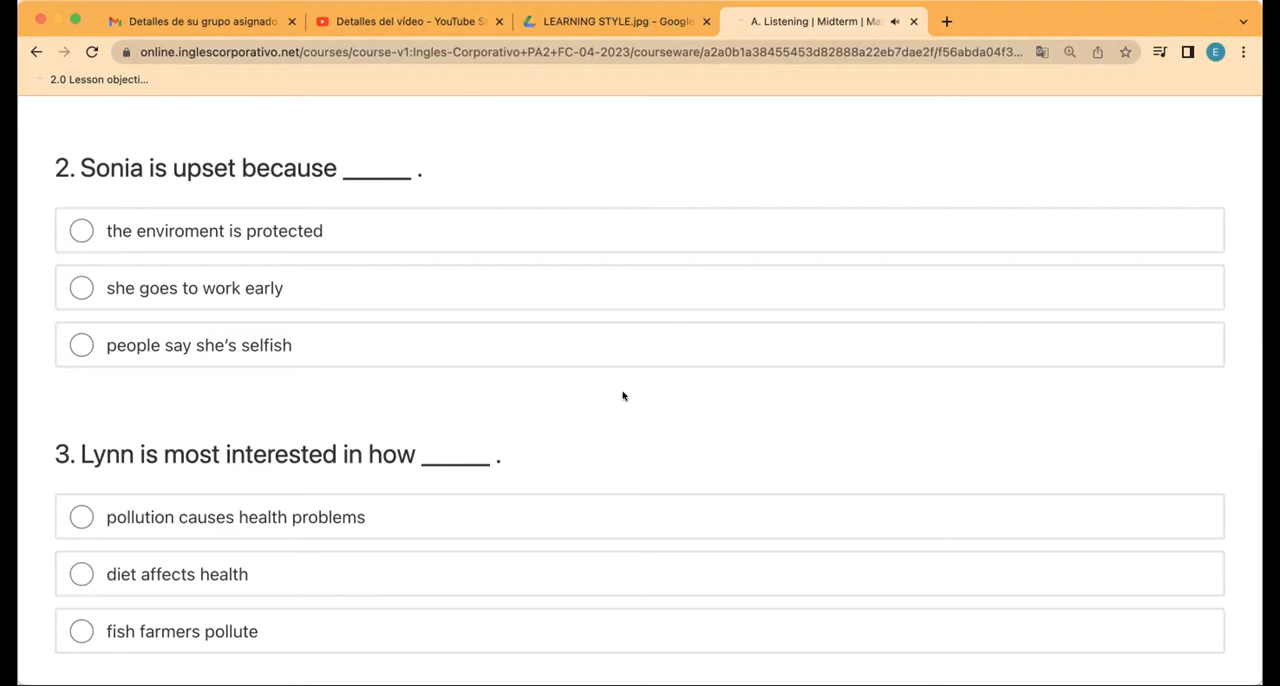 Detalles de su grupo asignado
Detalles del vídeo - YouTube S
LEARNING STYLE.jpg - Google
A. Listening | Midterm | Ma
online.inglescorporativo.net/courses/course-v1:Ingles-Corporativo+PA2+FC-04-2023/courseware/a2a0b1a38455453d82888a22eb7dae2f/f56abda04f3...
E
2.0 Lesson objecti...
2. Sonia is upset because ______ .
the enviroment is protected
she goes to work early
people say she's selfish
3. Lynn is most interested in how ______ .
pollution causes health problems
diet affects health
fish farmers pollute